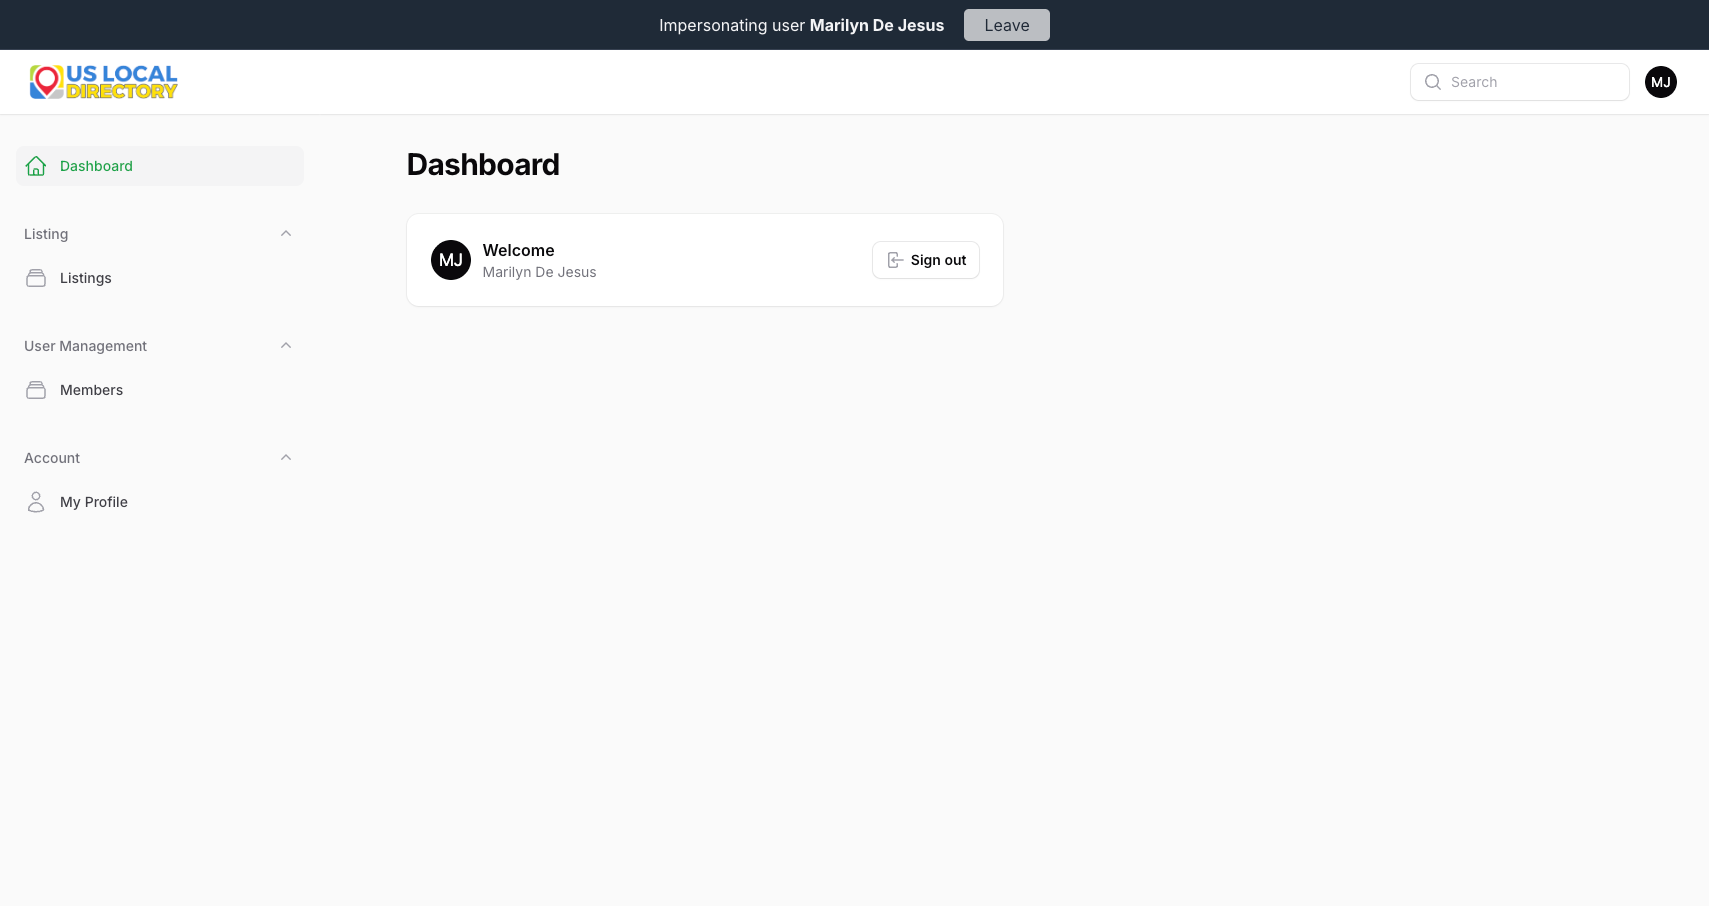 Impersonating user Marilyn De Jesus Leave
US LOCAL
DIRECTORY
Search
MJ
Dashboard
Listing
Listings
User Management
Members
Account
My Profile
Dashboard
MJ
Welcome
Marilyn De Jesus
Sign out